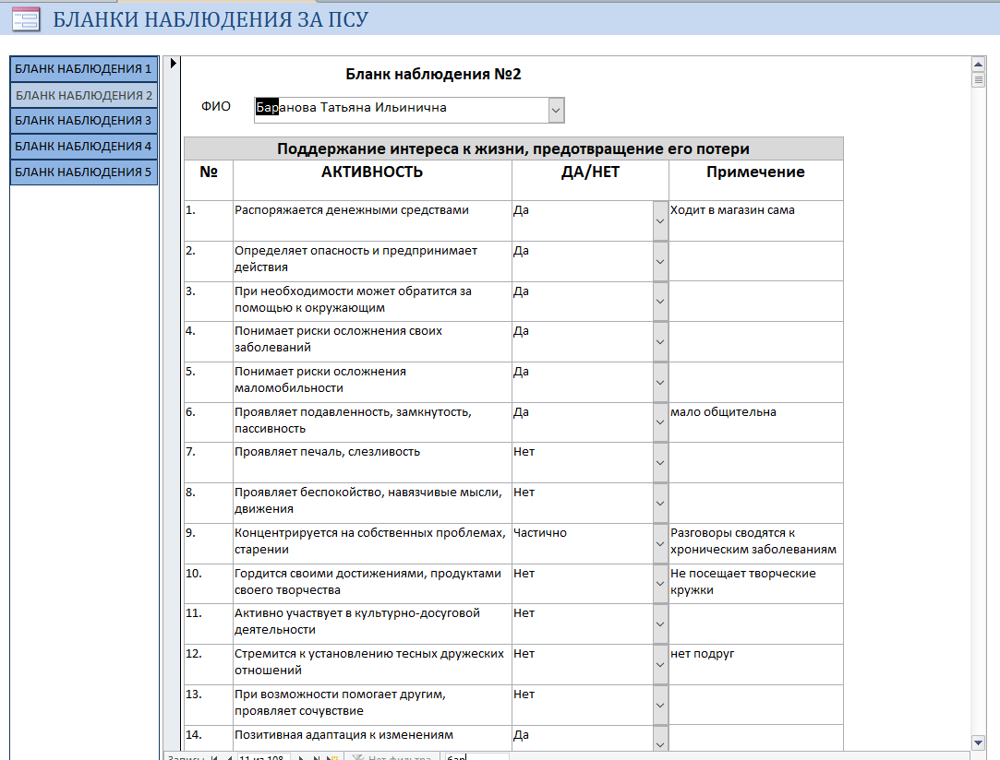 БЛАНКИ НАБЛЮДЕНИЯ ЗА ПСУ
БЛАНК НАБЛЮДЕНИЯ 1
БЛАНК НАБЛЮДЕНИЯ 2
БЛАНК НАБЛЮДЕНИЯ 3
БЛАНК НАБЛЮДЕНИЯ 4
БЛАНК НАБЛЮДЕНИЯ 5
Бланк наблюдения №2
ФИО Баранова Татьяна Ильинична
Поддержание интереса к жизни, предотвращение его потери
№ АКТИВНОСТЬ ДА/НЕТ Примечение
1. Распоряжается денежными средствами Да Ходит в магазин сама
2. Определяет опасность и предпринимает Да
действия
3. При необходимости может обратится за Да
помощью к окружающим
4. Понимает риски осложнения своих Да
заболеваний
5. Понимает риски осложнения Да
маломобильности
6. Проявляет подавленность, замкнутость, Да мало общительна
пассивность
7. Проявляет печаль, слезливость Нет
8. Проявляет беспокойство, навязчивые мысли, Нет
движения
9. Концентрируется на собственных проблемах, Частично Разговоры сводятся к
старении хроническим заболеваниям
10. Гордится своими достижениями, продуктами Нет Не посещает творческие
своего творчества кружки
11. Активно участвует в культурно-досуговой Нет
деятельности
12. Стремится к установлению тесных дружеских Нет нет подруг
отношений
13. При возможности помогает другим, Нет
проявляет сочувствие
14. Позитивная адаптация к изменениям Да
Записи: 11 из 108 Нет фильтра бар